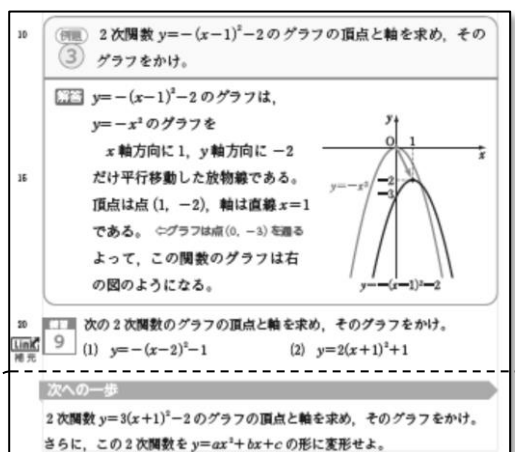 10
例題 3 2次関数 y=-(x-1)²-2 のグラフの頂点と軸を求め，その
グラフをかけ。
解答 y=-(x-1)²-2 のグラフは，
y=-x² のグラフを
x 軸方向に 1，y 軸方向に -2
15 だけ平行移動した放物線である。
頂点は点 (1, -2)，軸は直線 x=1
である。 ⇦グラフは点(0, -3) を通る
よって，この関数のグラフは右
の図のようになる。
y
O 1
x
-2
y=-x²
-3
y=-(x-1)²-2
20 練習 9 次の2次関数のグラフの頂点と軸を求め，そのグラフをかけ。
Link 補充
(1) y=-(x-2)²-1 (2) y=2(x+1)²+1
次への一歩
2次関数 y=3(x+1)²-2 のグラフの頂点と軸を求め，そのグラフをかけ。
さらに，この2次関数を y=ax²+bx+c の形に変形せよ。